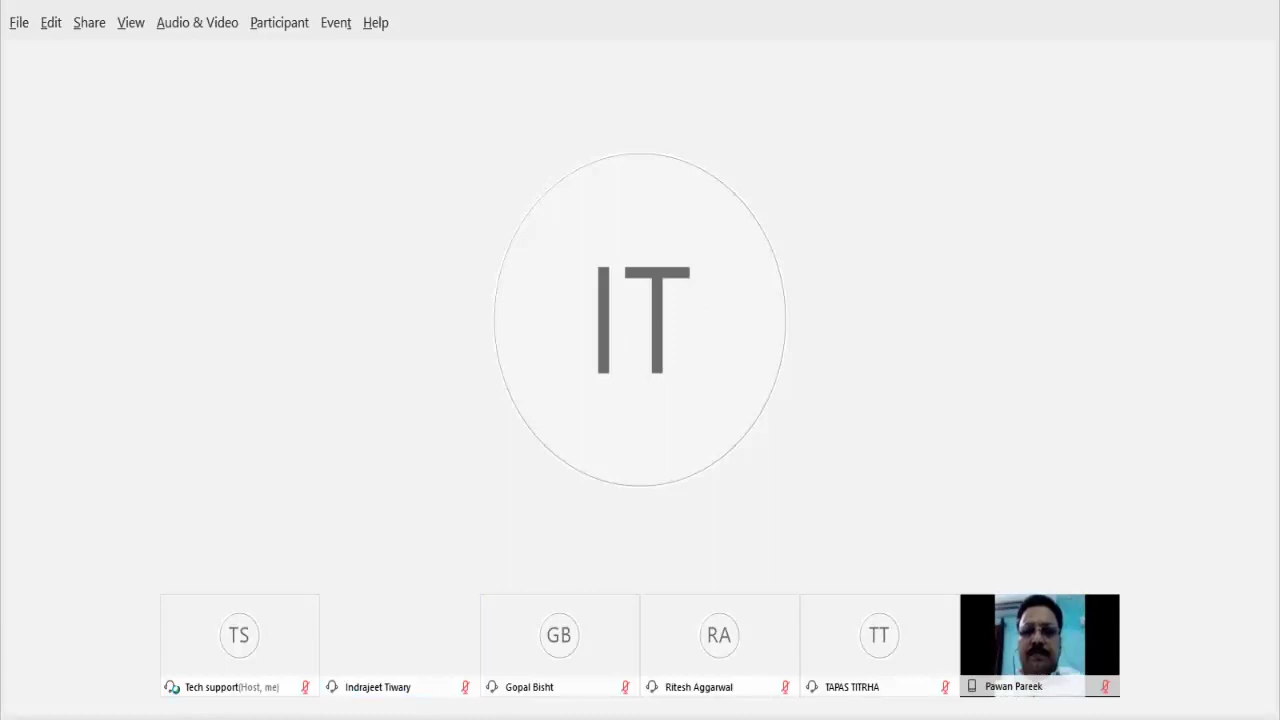 File Edit Share View Audio & Video Participant Event Help
IT
TS GB RA TT
Tech support(Host, me) Indrajeet Tiwary Gopal Bisht Ritesh Aggarwal TAPAS TITRHA Pawan Pareek